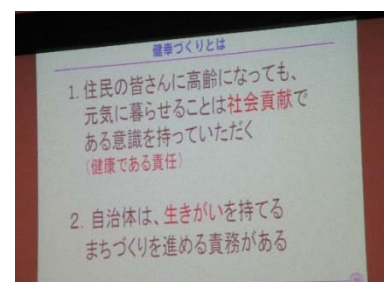 健幸づくりとは
1. 住民の皆さんに高齢になっても、
元気に暮らせることは社会貢献で
ある意識を持っていただく
(健康である責任)
2. 自治体は、生きがいを持てる
まちづくりを進める責務がある